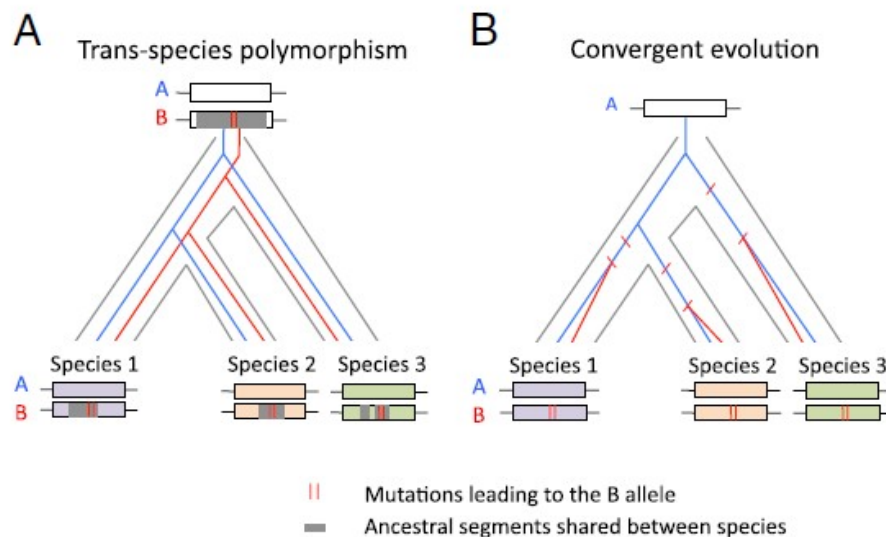 A
Trans-species polymorphism
A
B
Species 1
Species 2
Species 3
A
B
B
Convergent evolution
A
Species 1
Species 2
Species 3
A
B
Mutations leading to the B allele
Ancestral segments shared between species